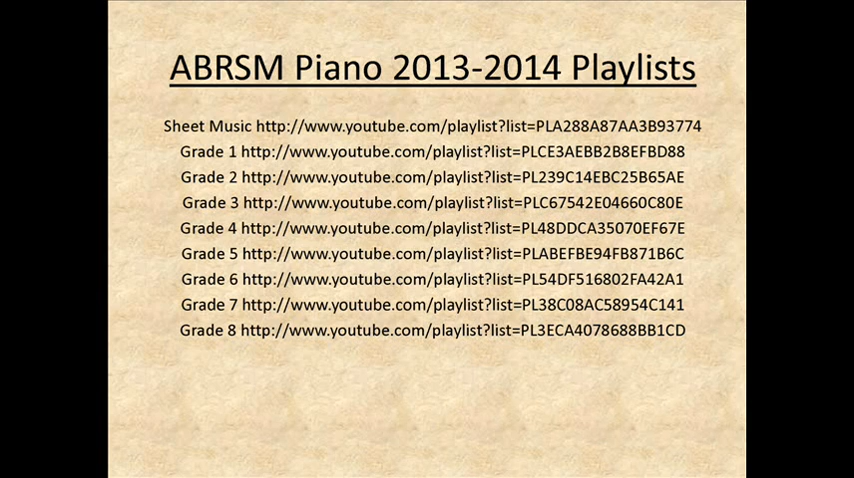 ABRSM Piano 2013-2014 Playlists
Sheet Music http://www.youtube.com/playlist?list=PLA288A87AA3B93774
Grade 1 http://www.youtube.com/playlist?list=PLCE3AEBB2B8EFBD88
Grade 2 http://www.youtube.com/playlist?list=PL239C14EBC25B65AE
Grade 3 http://www.youtube.com/playlist?list=PLC67542E04660C80E
Grade 4 http://www.youtube.com/playlist?list=PL48DDCA35070EF67E
Grade 5 http://www.youtube.com/playlist?list=PLABEFBE94FB871B6C
Grade 6 http://www.youtube.com/playlist?list=PL54DF516802FA42A1
Grade 7 http://www.youtube.com/playlist?list=PL38C08AC58954C141
Grade 8 http://www.youtube.com/playlist?list=PL3ECA4078688BB1CD